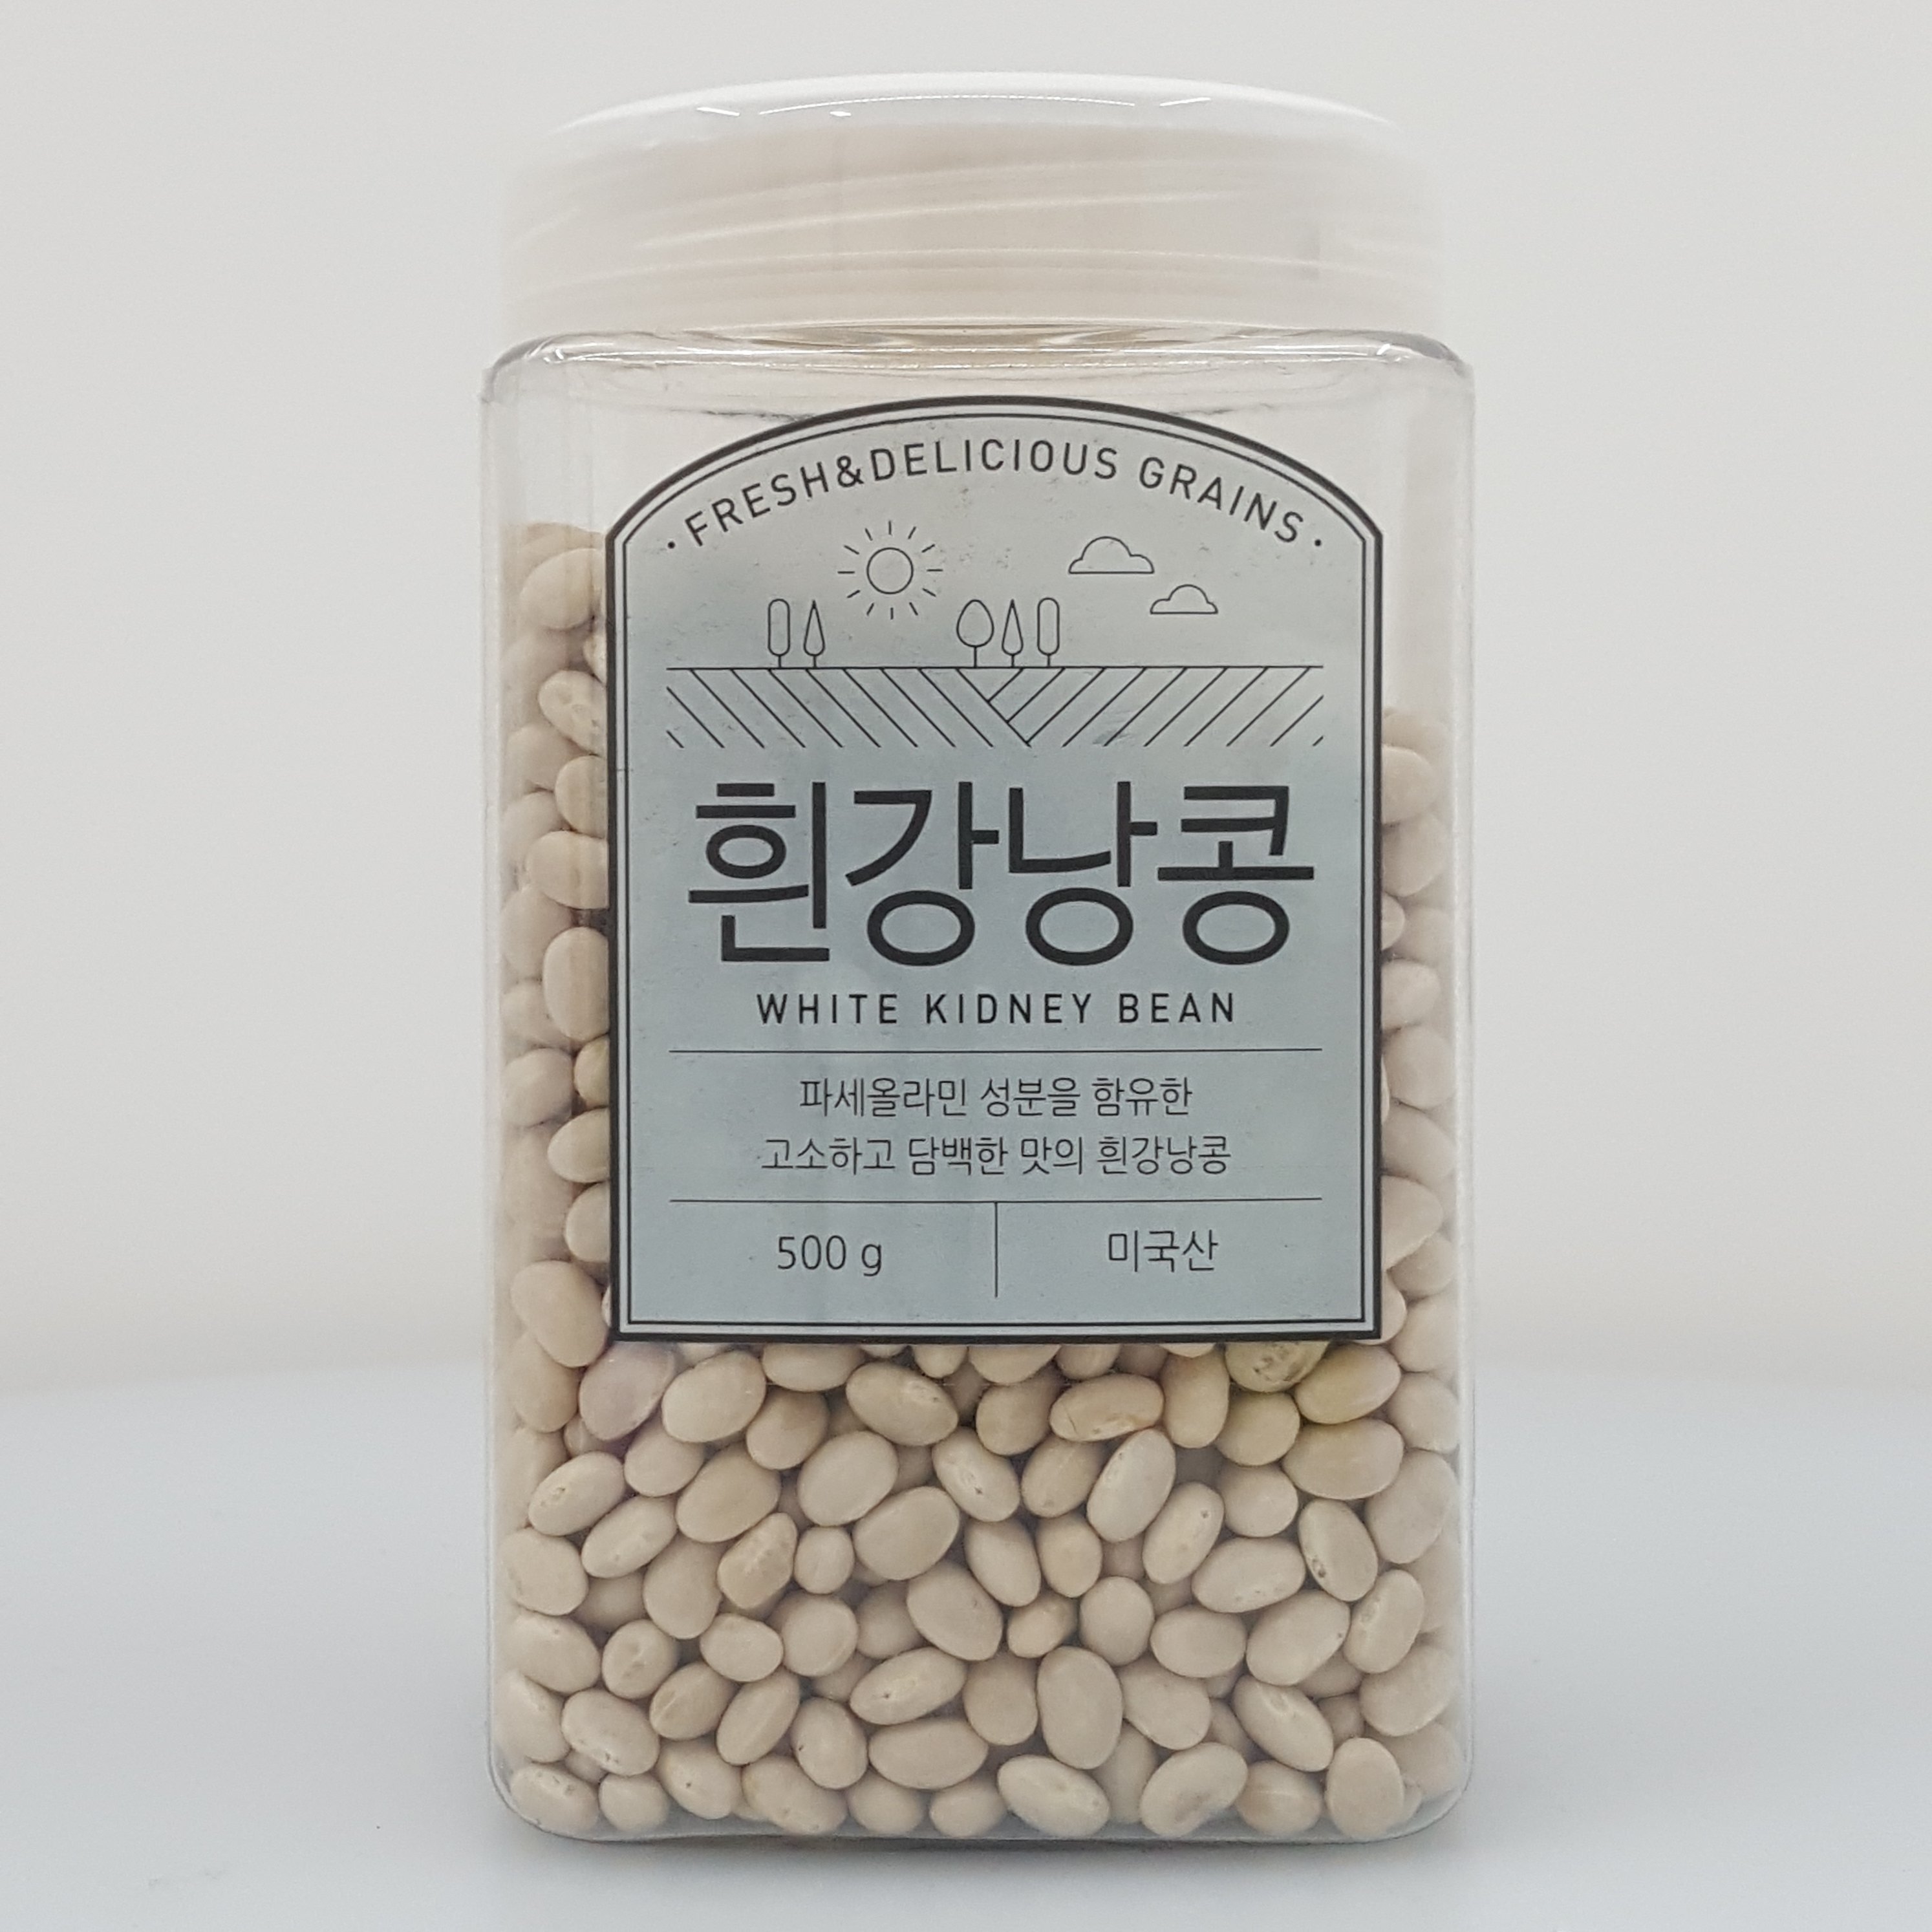 ·FRESH&DELICIOUS GRAINS·
흰강낭콩
WHITE KIDNEY BEAN
파세올라민 성분을 함유한
고소하고 담백한 맛의 흰강낭콩
500 g
미국산